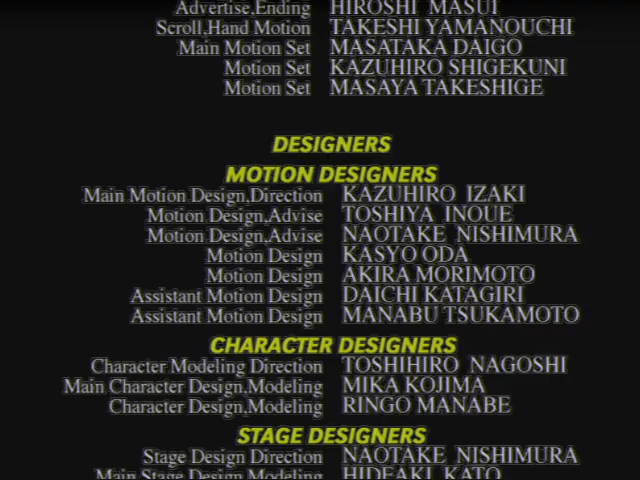 Advertise,Ending HIROSHI MASUI
Scroll,Hand Motion TAKESHI YAMANOUCHI
Main Motion Set MASATAKA DAIGO
Motion Set KAZUHIRO SHIGEKUNI
Motion Set MASAYA TAKESHIGE
DESIGNERS
MOTION DESIGNERS
Main Motion Design,Direction KAZUHIRO IZAKI
Motion Design,Advise TOSHIYA INOUE
Motion Design,Advise NAOTAKE NISHIMURA
Motion Design KASYO ODA
Motion Design AKIRA MORIMOTO
Assistant Motion Design DAICHI KATAGIRI
Assistant Motion Design MANABU TSUKAMOTO
CHARACTER DESIGNERS
Character Modeling Direction TOSHIHIRO NAGOSHI
Main Character Design,Modeling MIKA KOJIMA
Character Design,Modeling RINGO MANABE
STAGE DESIGNERS
Stage Design Direction NAOTAKE NISHIMURA
Main Stage Design Modeling HIDEAKI KATO